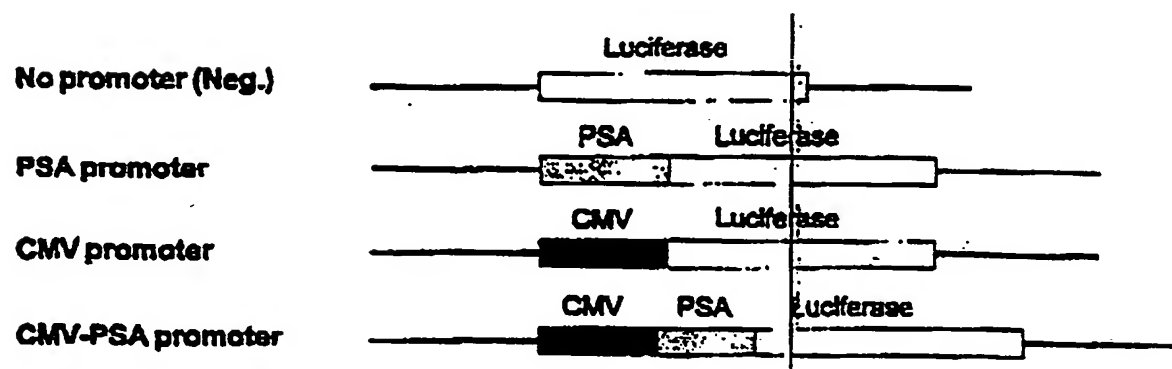 Luciferase
No promoter (Neg.)
PSA Luciferase
PSA promoter
CMV Luciferase
CMV promoter
CMV PSA Luciferase
CMV-PSA promoter